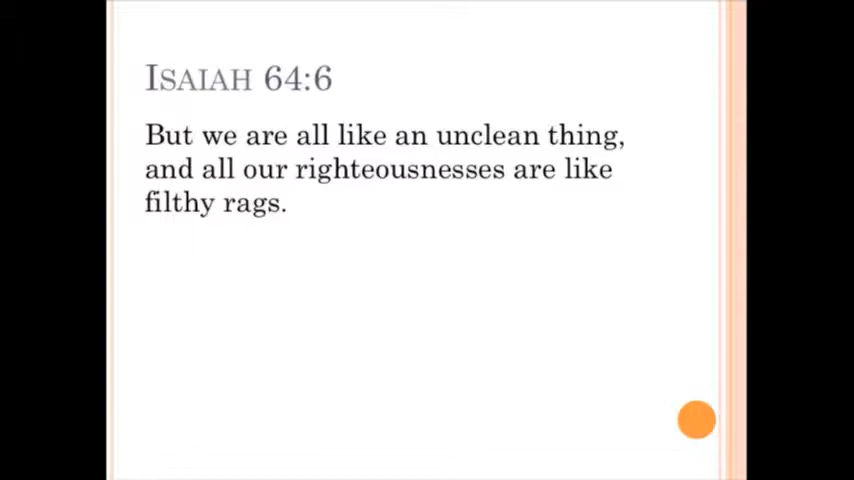 ISAIAH 64:6
But we are all like an unclean thing,
and all our righteousnesses are like
filthy rags.